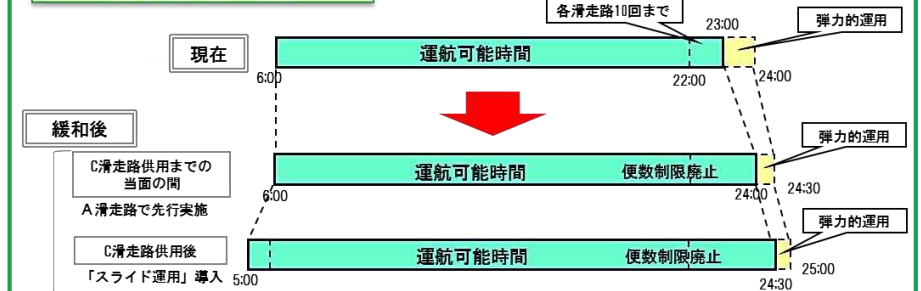 各滑走路10回まで
23:00
弾力的運用
現在
運航可能時間
6:00
22:00
24:00
緩和後
弾力的運用
C滑走路供用までの
当面の間
運航可能時間
便数制限廃止
6:00
24:00
24:30
A滑走路で先行実施
弾力的運用
C滑走路供用後
運航可能時間
便数制限廃止
「スライド運用」導入
5:00
24:30
25:00